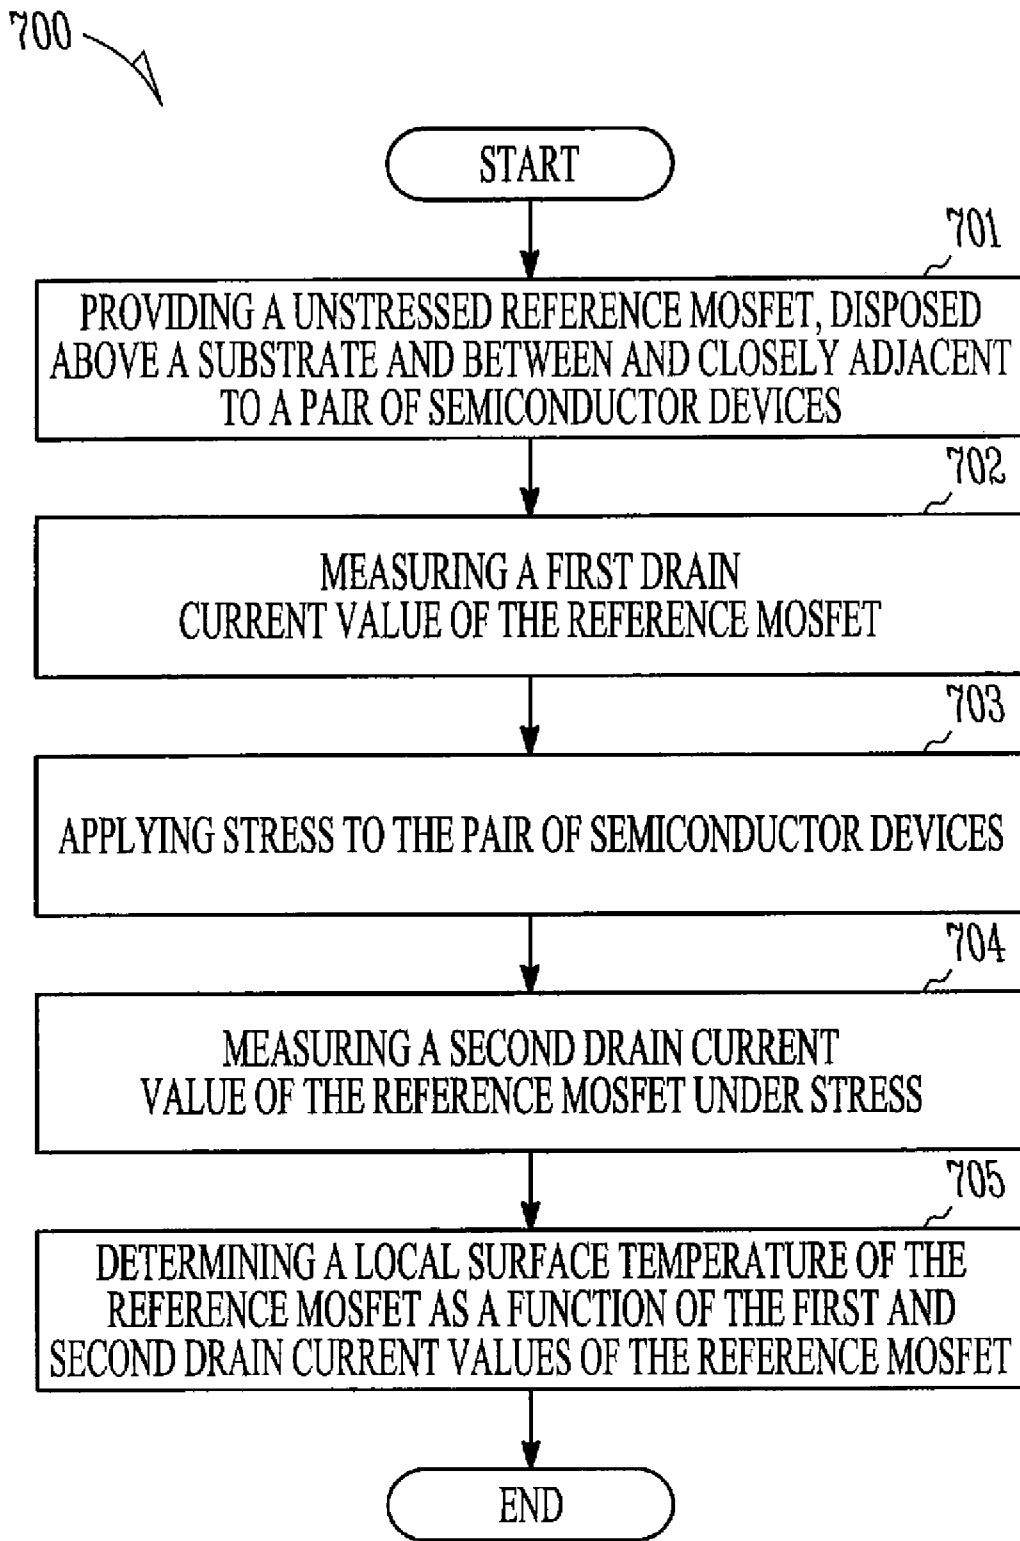 700
START
701
PROVIDING A UNSTRESSED REFERENCE MOSFET, DISPOSED
ABOVE A SUBSTRATE AND BETWEEN AND CLOSELY ADJACENT
TO A PAIR OF SEMICONDUCTOR DEVICES
702
MEASURING A FIRST DRAIN
CURRENT VALUE OF THE REFERENCE MOSFET
703
APPLYING STRESS TO THE PAIR OF SEMICONDUCTOR DEVICES
704
MEASURING A SECOND DRAIN CURRENT
VALUE OF THE REFERENCE MOSFET UNDER STRESS
705
DETERMINING A LOCAL SURFACE TEMPERATURE OF THE
REFERENCE MOSFET AS A FUNCTION OF THE FIRST AND
SECOND DRAIN CURRENT VALUES OF THE REFERENCE MOSFET
END